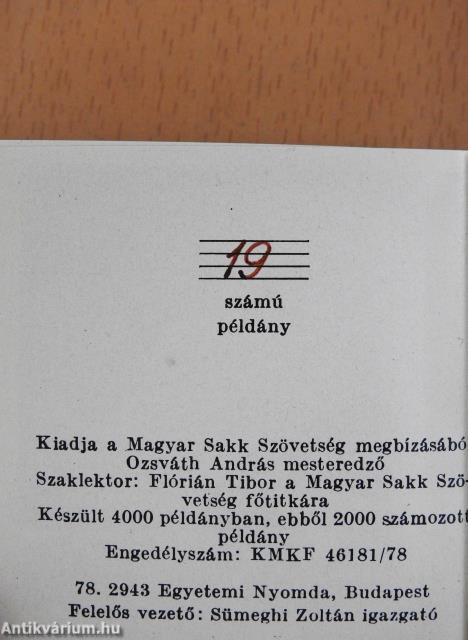 19
számú
példány
Kiadja a Magyar Sakk Szövetség megbízásábó
Ozsváth András mesteredző
Szaklektor: Flórián Tibor a Magyar Sakk Szö-
vetség főtitkára
Készült 4000 példányban, ebből 2000 számozott
példány
Engedélyszám: KMKF 46181/78
78. 2943 Egyetemi Nyomda, Budapest
Felelős vezető: Sümeghi Zoltán igazgató
Antikvárium.hu